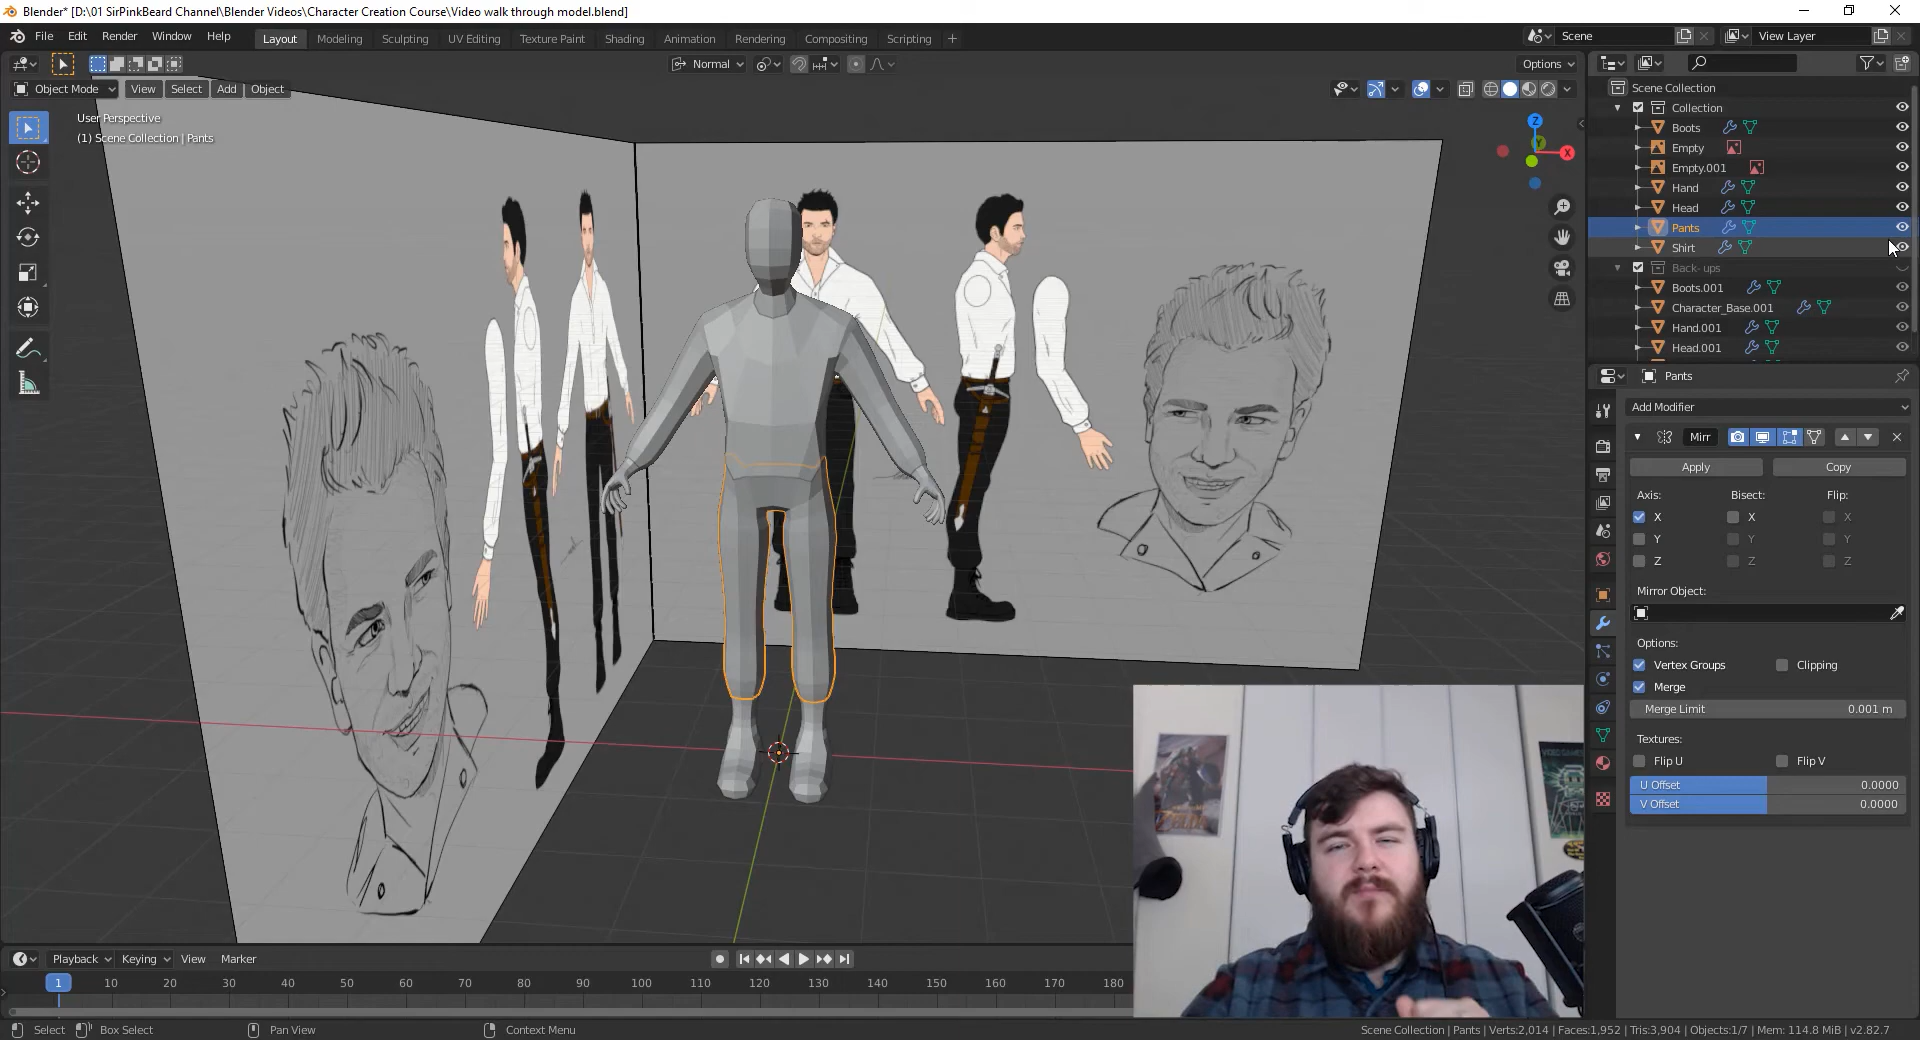 Blender* [D:\01 SirPinkBeard Channel\Blender Videos\Character Creation Course\Video walk through model.blend]
File Edit Render Window Help Layout Modeling Sculpting UV Editing Texture Paint Shading Animation Rendering Compositing Scripting + Scene View Layer
Normal Options
Object Mode View Select Add Object
User Perspective
(1) Scene Collection | Pants
Z
Y
X
Scene Collection
Collection
Boots
Empty
Empty.001
Hand
Head
Pants
Shirt
Back- ups
Boots.001
Character_Base.001
Hand.001
Head.001
Pants
Add Modifier
Mirr
Apply Copy
Axis: Bisect: Flip:
X X X
Y Y Y
Z Z Z
Mirror Object:
Options:
Vertex Groups Clipping
Merge
Merge Limit 0.001 m
Textures:
Flip U Flip V
U Offset 0.0000
V Offset 0.0000
Playback Keying View Marker
1 10 20 30 40 50 60 70 80 90 100 110 120 130 140 150 160 170 180
Select Box Select Pan View Context Menu
Scene Collection | Pants | Verts:2,014 | Faces:1,952 | Tris:3,904 | Objects:1/7 | Mem: 114.8 MiB | v2.82.7